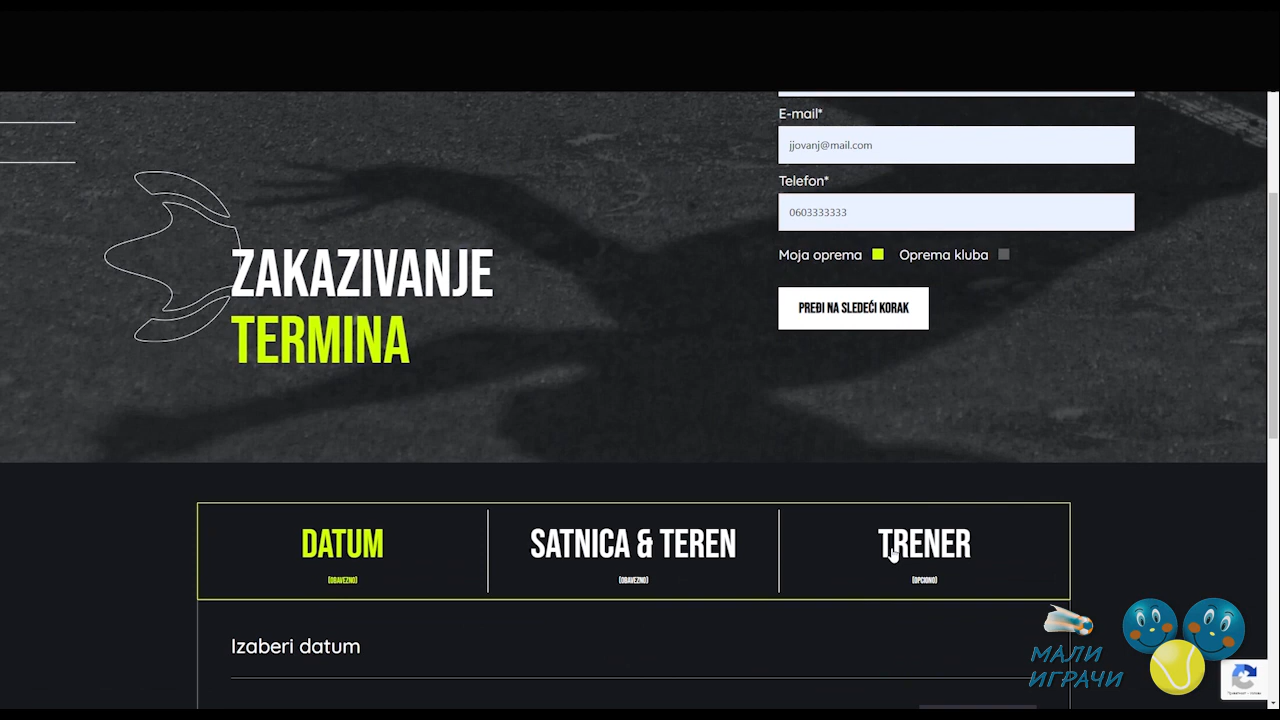 E-mail*
jjovanj@mail.com
Telefon*
0603333333
Moja oprema
Oprema kluba
PREĐI NA SLEDEĆI KORAK
ZAKAZIVANJE
TERMINA
DATUM
(OBAVEZNO)
SATNICA & TEREN
(OBAVEZNO)
TRENER
(OPCIONO)
Izaberi datum
МАЛИ
ИГРАЧИ